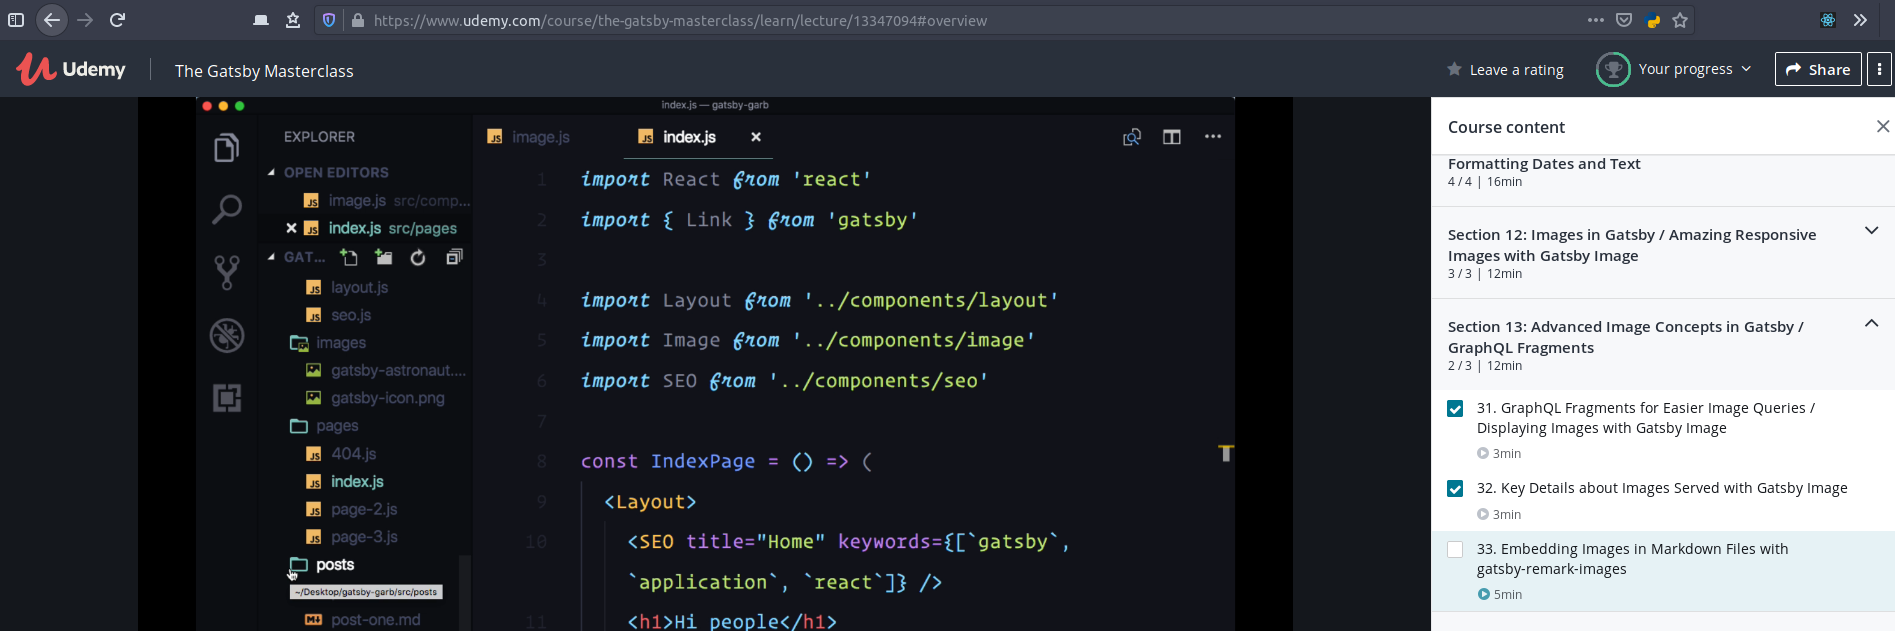 https://www.udemy.com/course/the-gatsby-masterclass/learn/lecture/13347094#overview
Udemy
The Gatsby Masterclass
Leave a rating
Your progress
Share
index.js — gatsby-garb
EXPLORER
OPEN EDITORS
image.js src/comp...
index.js src/pages
GAT...
layout.js
seo.js
images
gatsby-astronaut....
gatsby-icon.png
pages
404.js
index.js
page-2.js
page-3.js
posts
~/Desktop/gatsby-garb/src/posts
post-one.md
image.js
index.js
1 import React from 'react'
2 import { Link } from 'gatsby'
3
4 import Layout from '../components/layout'
5 import Image from '../components/image'
6 import SEO from '../components/seo'
7
8 const IndexPage = () => (
9 <Layout>
10 <SEO title="Home" keywords={[`gatsby`,
`application`, `react`]} />
11 <h1>Hi people</h1>
Course content
Formatting Dates and Text
4 / 4 | 16min
Section 12: Images in Gatsby / Amazing Responsive
Images with Gatsby Image
3 / 3 | 12min
Section 13: Advanced Image Concepts in Gatsby /
GraphQL Fragments
2 / 3 | 12min
31. GraphQL Fragments for Easier Image Queries /
Displaying Images with Gatsby Image
3min
32. Key Details about Images Served with Gatsby Image
3min
33. Embedding Images in Markdown Files with
gatsby-remark-images
5min